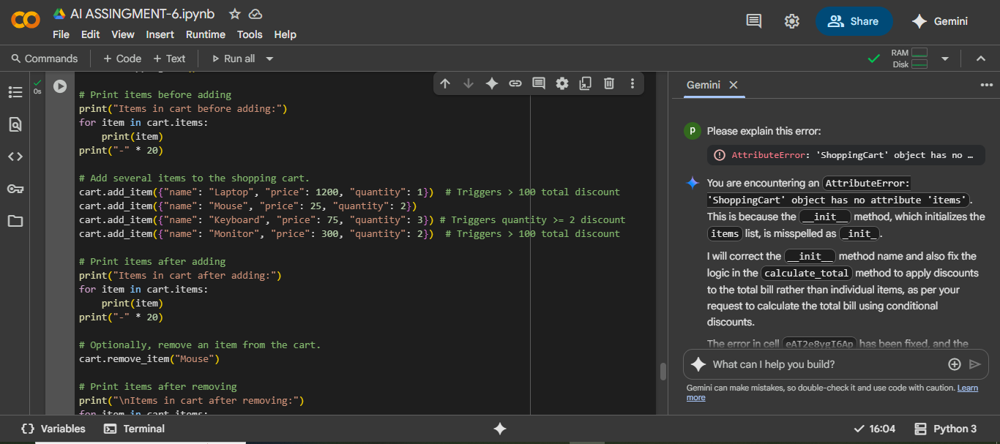 AI ASSINGMENT-6.ipynb
File Edit View Insert Runtime Tools Help
Share
Gemini
Commands + Code + Text Run all
RAM
Disk
0s
# Print items before adding
print("Items in cart before adding:")
for item in cart.items:
    print(item)
print("-" * 20)
# Add several items to the shopping cart.
cart.add_item({"name": "Laptop", "price": 1200, "quantity": 1})  # Triggers > 100 total discount
cart.add_item({"name": "Mouse", "price": 25, "quantity": 2})
cart.add_item({"name": "Keyboard", "price": 75, "quantity": 3}) # Triggers quantity >= 2 discount
cart.add_item({"name": "Monitor", "price": 300, "quantity": 2})  # Triggers > 100 total discount
# Print items after adding
print("Items in cart after adding:")
for item in cart.items:
    print(item)
print("-" * 20)
# Optionally, remove an item from the cart.
cart.remove_item("Mouse")
# Print items after removing
print("\nItems in cart after removing:")
for item in cart.items:
Gemini
P
Please explain this error:
AttributeError: 'ShoppingCart' object has no …
You are encountering an AttributeError:
'ShoppingCart' object has no attribute 'items'.
This is because the __init__ method, which initializes the
items list, is misspelled as _init_.
I will correct the __init__ method name and also fix the
logic in the calculate_total method to apply discounts
to the total bill rather than individual items, as per your
request to calculate the total bill using conditional
discounts.
The error in cell eAT2e8ygI6Ap has been fixed, and the
What can I help you build?
Gemini can make mistakes, so double-check it and use code with caution. Learn
more
{} Variables Terminal
16:04 Python 3